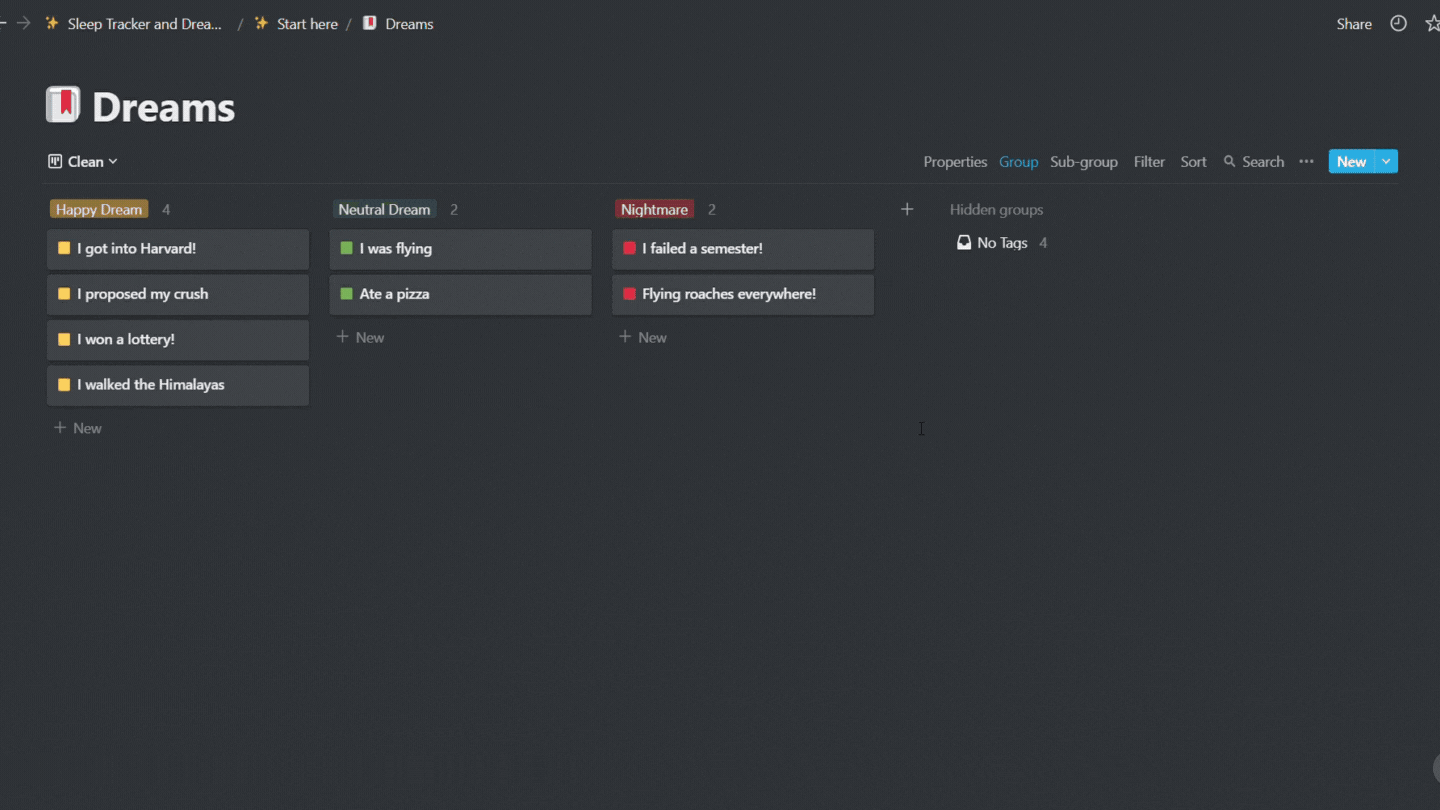 Sleep Tracker and Drea... / Start here / Dreams
Share
Dreams
Clean
Properties Group Sub-group Filter Sort Search New
Happy Dream 4
I got into Harvard!
I proposed my crush
I won a lottery!
I walked the Himalayas
+ New
Neutral Dream 2
I was flying
Ate a pizza
+ New
Nightmare 2
I failed a semester!
Flying roaches everywhere!
+ New
+
Hidden groups
No Tags 4